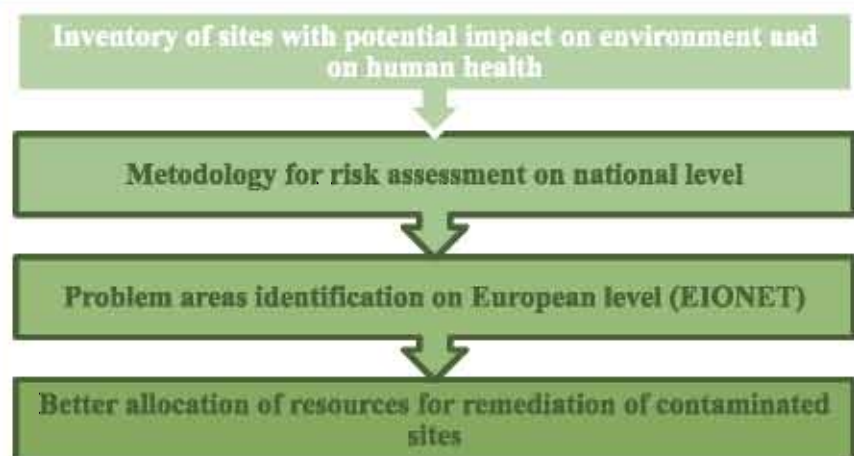 Inventory of sites with potential impact on environment and
on human health
Metodology for risk assessment on national level
Problem areas identification on European level (EIONET)
Better allocation of resources for remediation of contaminated
sites